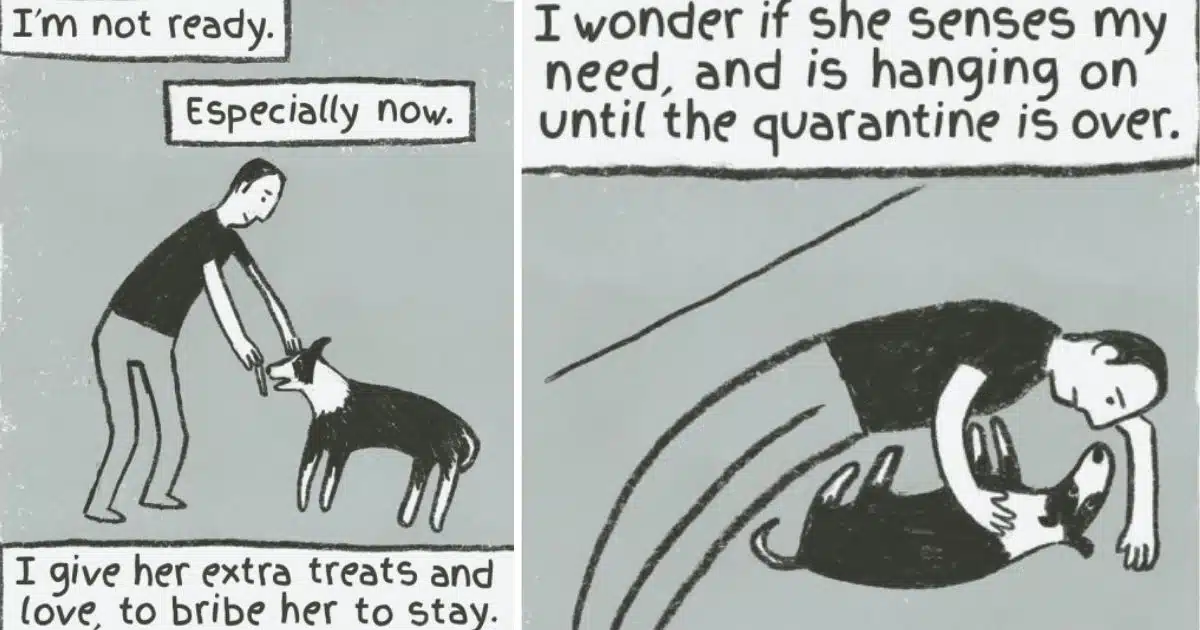 I'm not ready.
Especially now.
I give her extra treats and
love, to bribe her to stay.
I wonder if she senses my
need, and is hanging on
until the quarantine is over.